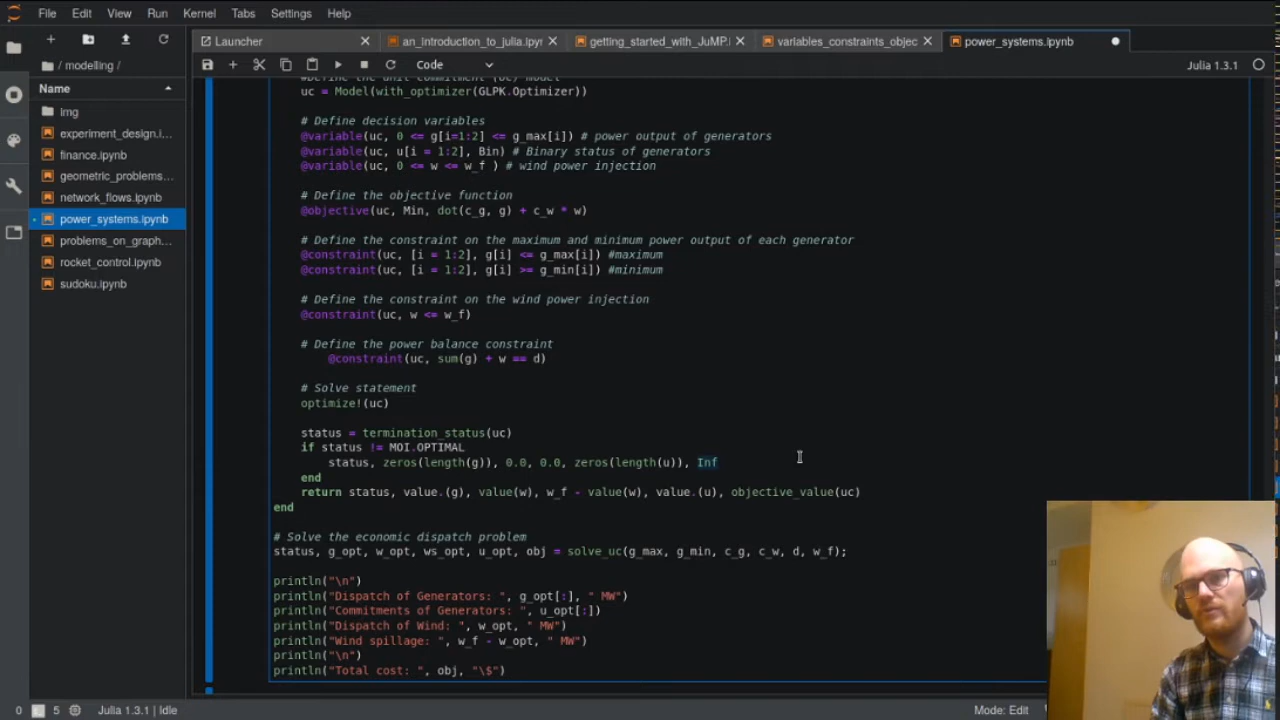 File Edit View Run Kernel Tabs Settings Help
Launcher an_introduction_to_julia.ipyn getting_started_with_JuMP.i variables_constraints_objec power_systems.ipynb
Code Julia 1.3.1
/ modelling /
Name
img
experiment_design.i...
finance.ipynb
geometric_problems...
network_flows.ipynb
power_systems.ipynb
problems_on_graph...
rocket_control.ipynb
sudoku.ipynb
#Define the unit commitment (UC) model
uc = Model(with_optimizer(GLPK.Optimizer))
# Define decision variables
@variable(uc, 0 <= g[i=1:2] <= g_max[i]) # power output of generators
@variable(uc, u[i = 1:2], Bin) # Binary status of generators
@variable(uc, 0 <= w <= w_f ) # wind power injection
# Define the objective function
@objective(uc, Min, dot(c_g, g) + c_w * w)
# Define the constraint on the maximum and minimum power output of each generator
@constraint(uc, [i = 1:2], g[i] <= g_max[i]) #maximum
@constraint(uc, [i = 1:2], g[i] >= g_min[i]) #minimum
# Define the constraint on the wind power injection
@constraint(uc, w <= w_f)
# Define the power balance constraint
@constraint(uc, sum(g) + w == d)
# Solve statement
optimize!(uc)
status = termination_status(uc)
if status != MOI.OPTIMAL
status, zeros(length(g)), 0.0, 0.0, zeros(length(u)), Inf
end
return status, value.(g), value(w), w_f - value(w), value.(u), objective_value(uc)
end
# Solve the economic dispatch problem
status, g_opt, w_opt, ws_opt, u_opt, obj = solve_uc(g_max, g_min, c_g, c_w, d, w_f);
println("\n")
println("Dispatch of Generators: ", g_opt[:], " MW")
println("Commitments of Generators: ", u_opt[:])
println("Dispatch of Wind: ", w_opt, " MW")
println("Wind spillage: ", w_f - w_opt, " MW")
println("\n")
println("Total cost: ", obj, "\$")
0 5 Julia 1.3.1 | Idle Mode: Edit